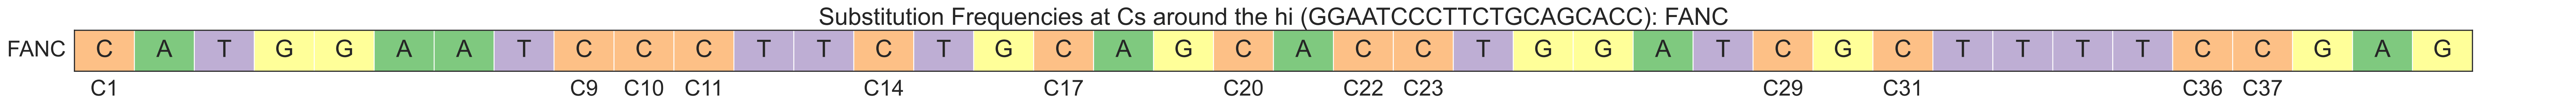 Substitution Frequencies at Cs around the hi (GGAATCCCTTCTGCAGCACC): FANC
FANC C A T G G A A T C C C T T C T G C A G C A C C T G G A T C G C T T T T C C G A G
C1 C9 C10 C11 C14 C17 C20 C22 C23 C29 C31 C36 C37